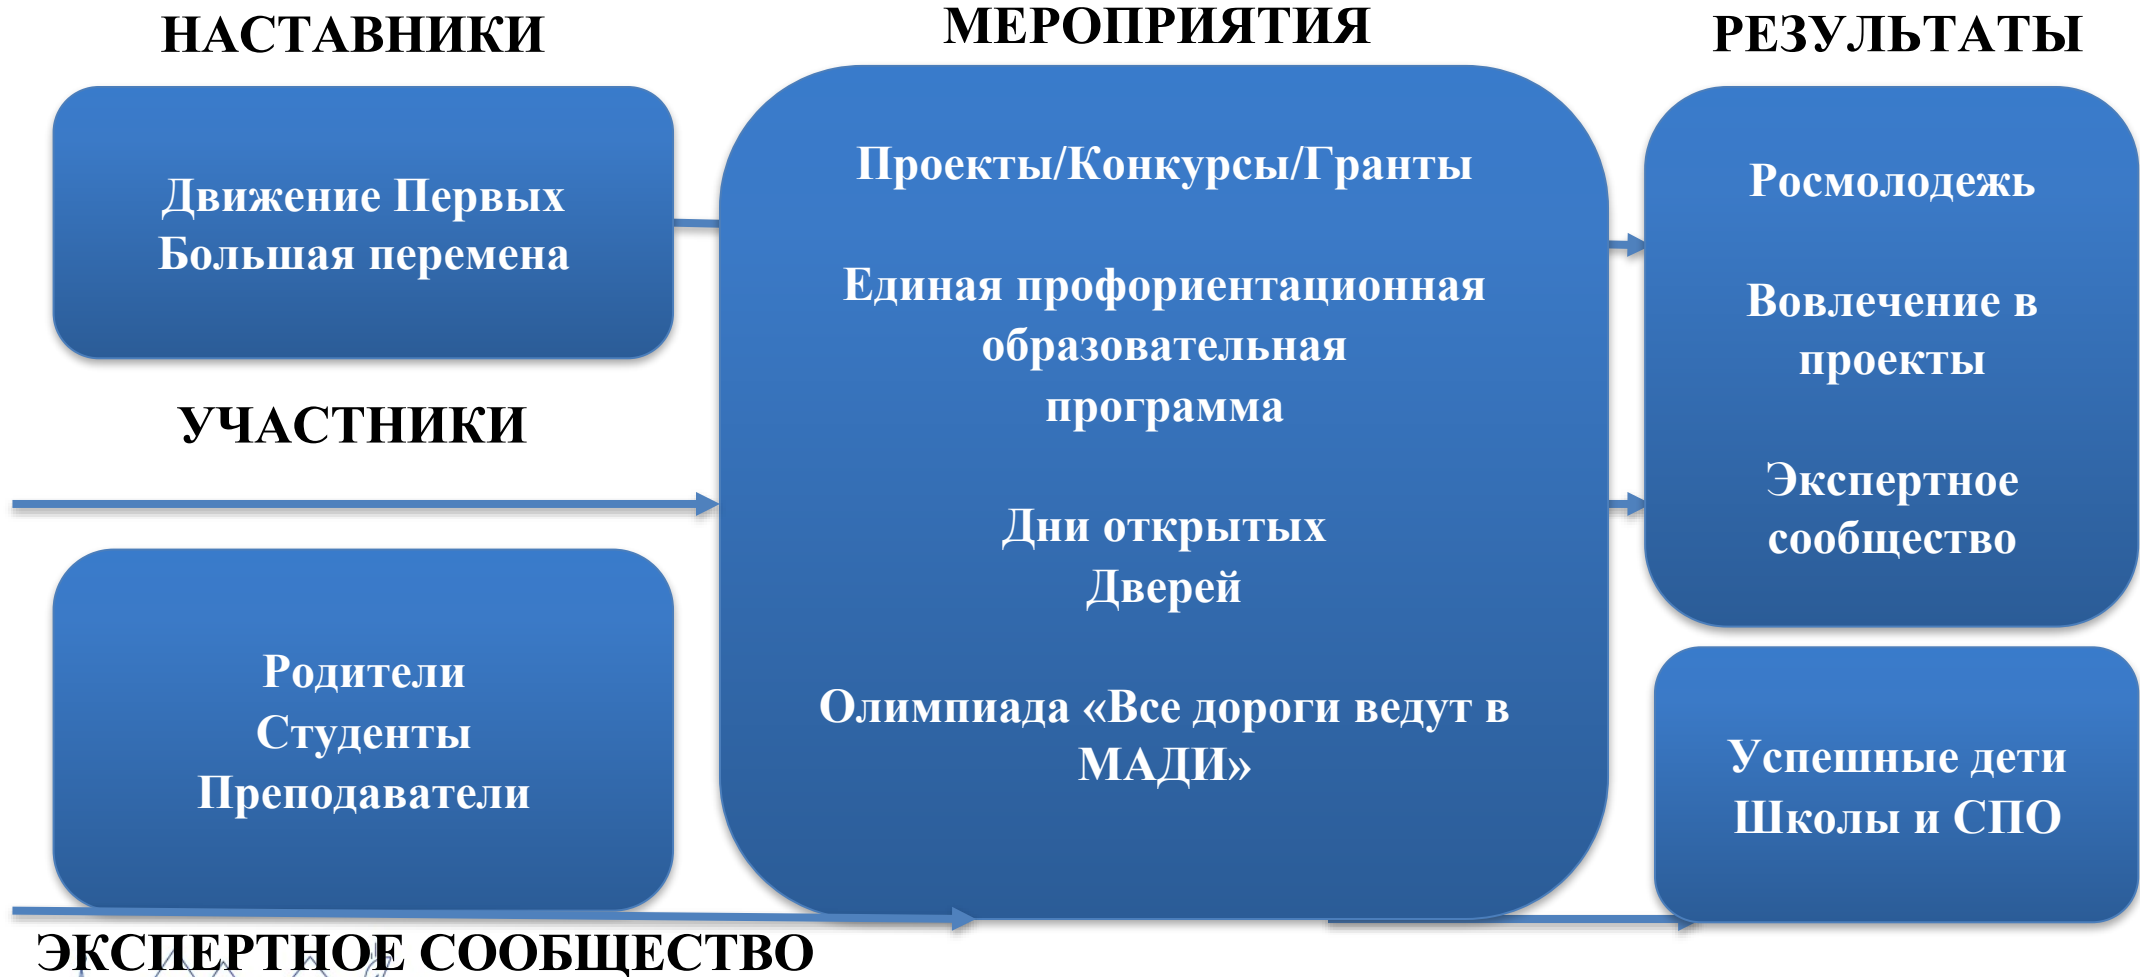 НАСТАВНИКИ
Движение Первых
Большая перемена
УЧАСТНИКИ
Родители
Студенты
Преподаватели
ЭКСПЕРТНОЕ СООБЩЕСТВО
МЕРОПРИЯТИЯ
Проекты/Конкурсы/Гранты
Единая профориентационная
образовательная
программа
Дни открытых
Дверей
Олимпиада «Все дороги ведут в
МАДИ»
РЕЗУЛЬТАТЫ
Росмолодежь
Вовлечение в
проекты
Экспертное
сообщество
Успешные дети
Школы и СПО